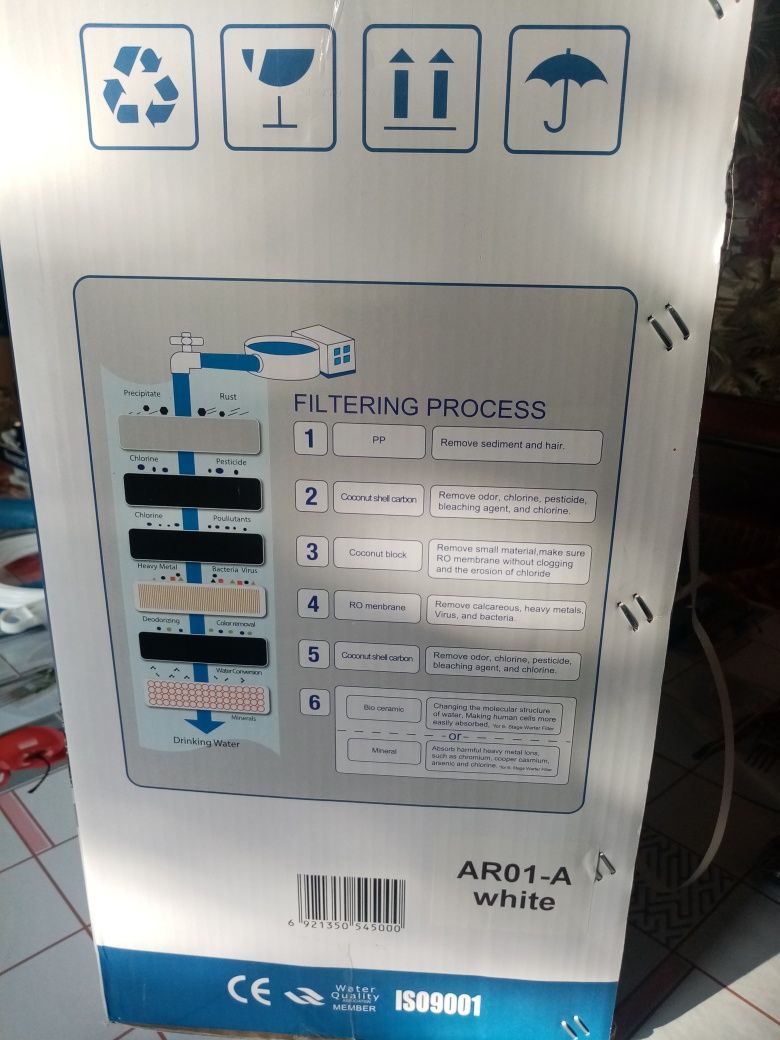 Precipitate
Rust
Chlorine
Pesticide
Chlorine
Pouliutants
Heavy Metal
Bacteria Virus
Deodorizing
Color removal
Water Conversion
Minerals
Drinking Water
FILTERING PROCESS
1
PP
Remove sediment and hair.
2
Coconut shell carbon
Remove odor, chlorine, pesticide,
bleaching agent, and chlorine.
3
Coconut block
Remove small material,make sure
RO membrane without clogging
and the erosion of chloride
4
RO menbrane
Remove calcareous, heavy metals,
Virus, and bacteria.
5
Coconut shell carbon
Remove odor, chlorine, pesticide,
bleaching agent, and chlorine.
6
Bio ceramic
Changing the molecular structure
of water. Making human cells more
easily absorbed.
or
Mineral
Absorb harmful heavy metal ions,
such as chromium, cooper casmium,
arsenic and chlorine.
AR01-A
white
6 921350 545000
CE
Water
Quality
ASSOCIATION
MEMBER
ISO9001